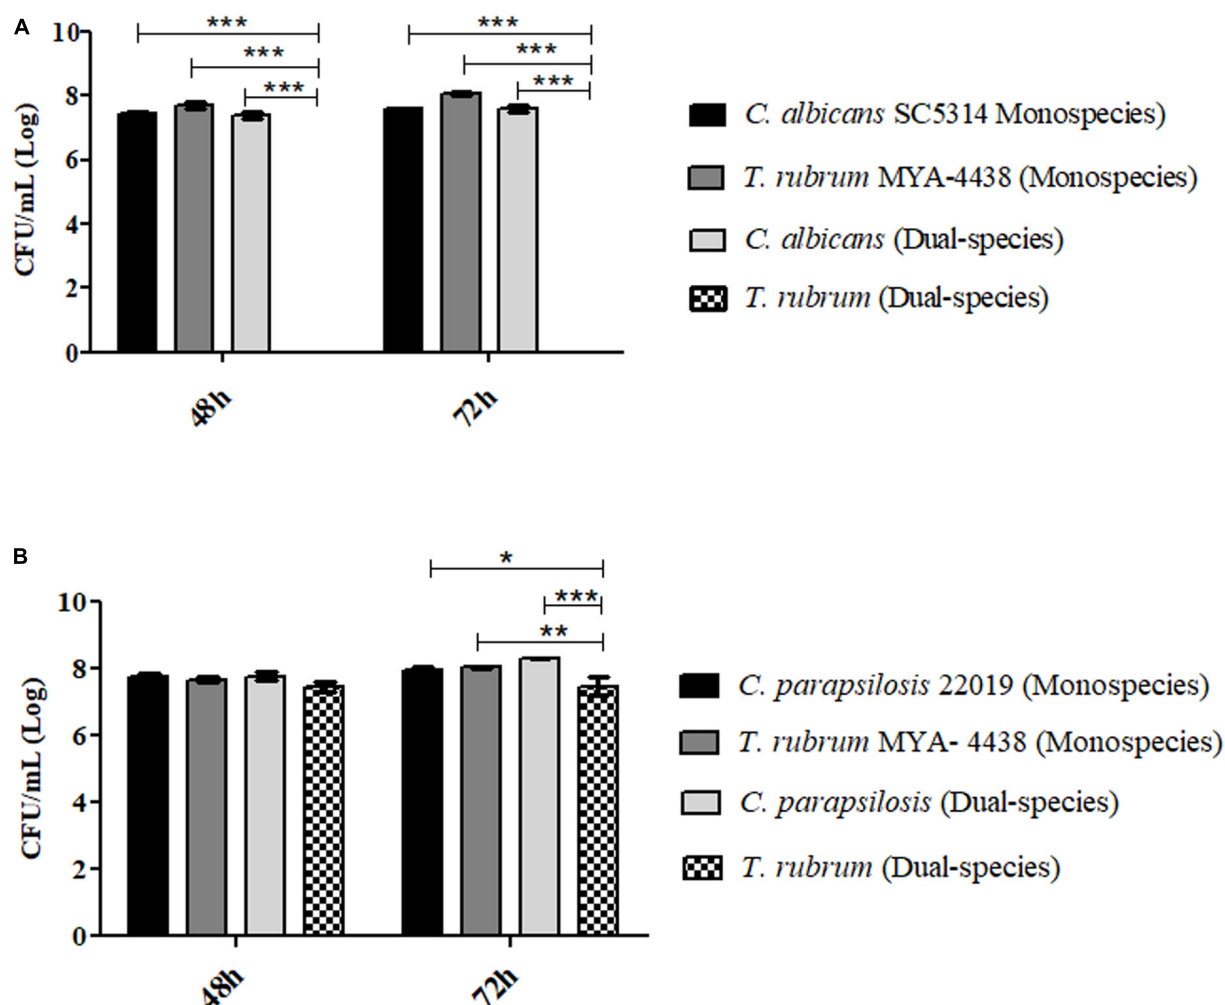 A
***
***
***
***
***
***
10
8
6
4
2
0
CFU/mL (Log)
48h
72h
C. albicans SC5314 Monospecies)
T. rubrum MYA-4438 (Monospecies)
C. albicans (Dual-species)
T. rubrum (Dual-species)
B
*
***
**
10
8
6
4
2
0
CFU/mL (Log)
48h
72h
C. parapsilosis 22019 (Monospecies)
T. rubrum MYA- 4438 (Monospecies)
C. parapsilosis (Dual-species)
T. rubrum (Dual-species)